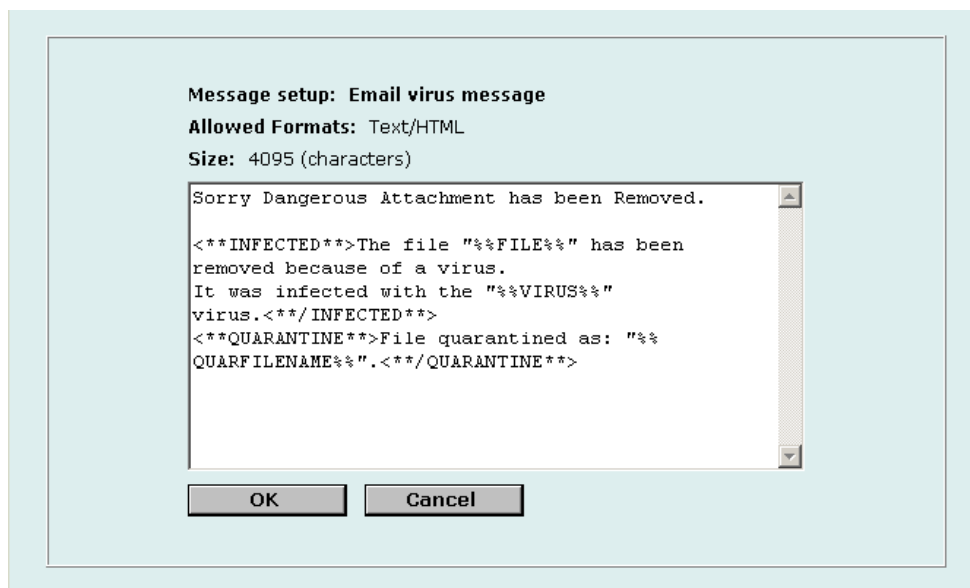 Message setup: Email virus message
Allowed Formats: Text/HTML
Size: 4095 (characters)
Sorry Dangerous Attachment has been Removed.
<**INFECTED**>The file "%%FILE%%" has been
removed because of a virus.
It was infected with the "%%VIRUS%%"
virus.<**/INFECTED**>
<**QUARANTINE**>File quarantined as: "%%
QUARFILENAME%%".<**/QUARANTINE**>
OK Cancel